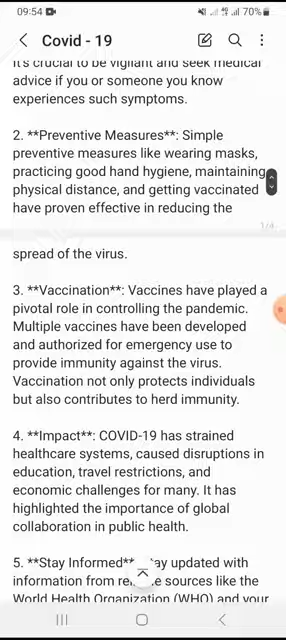 09:54
70%
Covid - 19
It's crucial to be vigilant and seek medical
advice if you or someone you know
experiences such symptoms.
2. **Preventive Measures**: Simple
preventive measures like wearing masks,
practicing good hand hygiene, maintaining
physical distance, and getting vaccinated
have proven effective in reducing the
1/4
spread of the virus.
3. **Vaccination**: Vaccines have played a
pivotal role in controlling the pandemic.
Multiple vaccines have been developed
and authorized for emergency use to
provide immunity against the virus.
Vaccination not only protects individuals
but also contributes to herd immunity.
4. **Impact**: COVID-19 has strained
healthcare systems, caused disruptions in
education, travel restrictions, and
economic challenges for many. It has
highlighted the importance of global
collaboration in public health.
5. **Stay Informed** updated with
information from sources like the
World Health Organization (WHO) and your